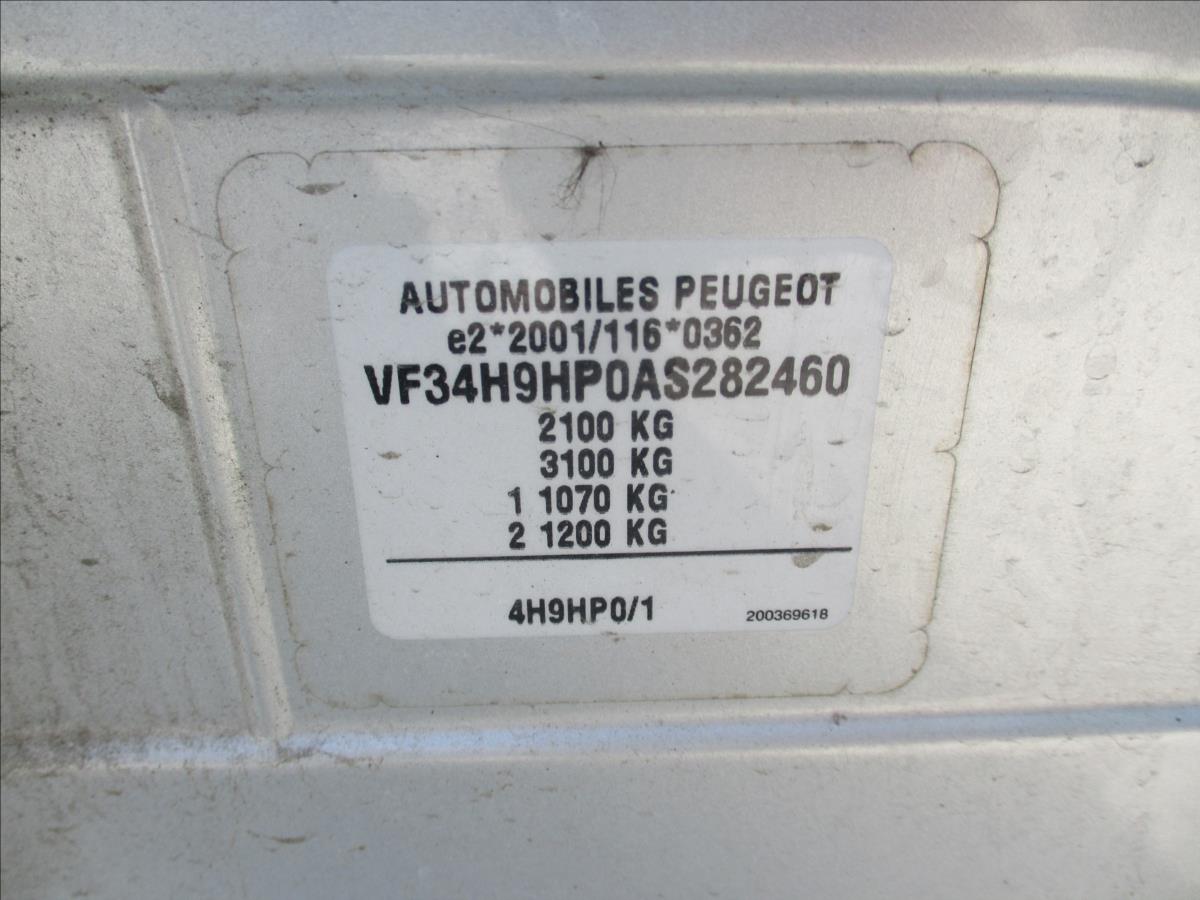 AUTOMOBILES PEUGEOT
e2*2001/116*0362
VF34H9HP0AS282460
2100 KG
3100 KG
1 1070 KG
2 1200 KG
4H9HP0/1
200369618